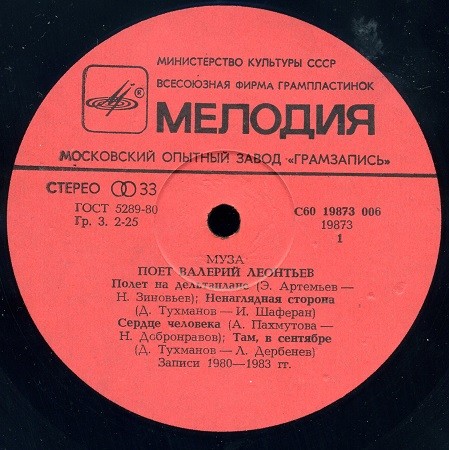 МИНИСТЕРСТВО КУЛЬТУРЫ СССР
ВСЕСОЮЗНАЯ ФИРМА ГРАМПЛАСТИНОК
®
МЕЛОДИЯ
МОСКОВСКИЙ ОПЫТНЫЙ ЗАВОД «ГРАМЗАПИСЬ»
СТЕРЕО 33
ГОСТ 5289-80
Гр. 3. 2-25
С60 19873 006
19873
1
МУЗА
ПОЕТ ВАЛЕРИЙ ЛЕОНТЬЕВ
Полет на дельтаплане (Э. Артемьев —
Н. Зиновьев); Ненаглядная сторона
(Д. Тухманов — И. Шаферан)
Сердце человека (А. Пахмутова —
Н. Добронравов); Там, в сентябре
(Д. Тухманов — Л. Дербенев)
Записи 1980—1983 гг.